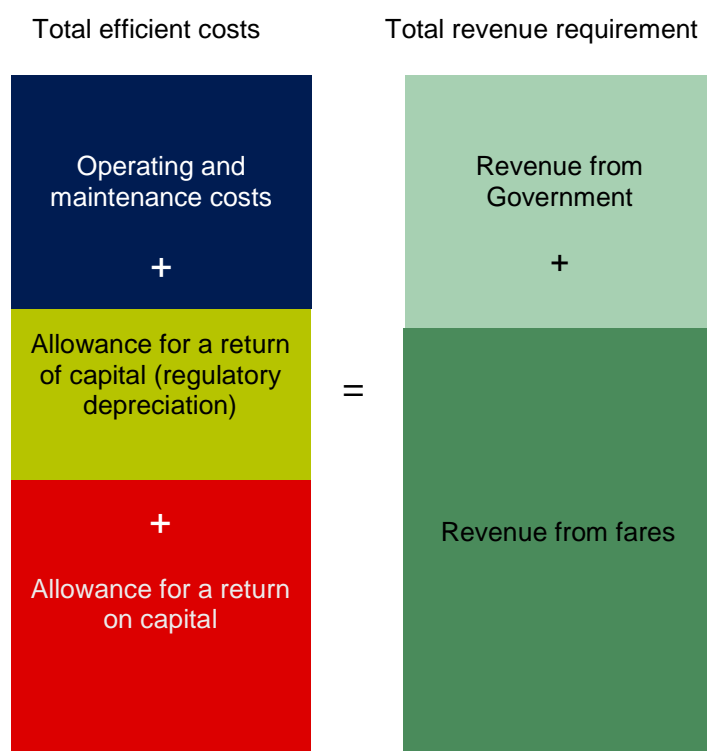 Total efficient costs
Total revenue requirement
Operating and
maintenance costs
+
Allowance for a return
of capital (regulatory
depreciation)
+
Allowance for a return
on capital
=
Revenue from
Government
+
Revenue from fares